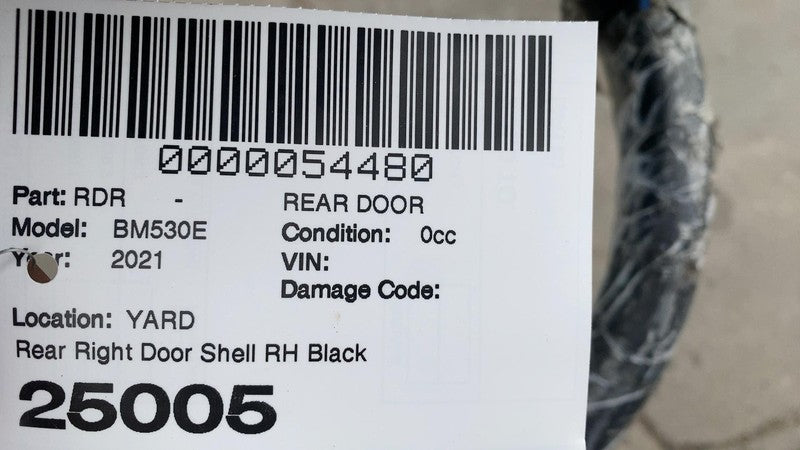 0000054480
Part: RDR - REAR DOOR
Model: BM530E Condition: 0cc
Year: 2021 VIN:
Damage Code:
Location: YARD
Rear Right Door Shell RH Black
25005